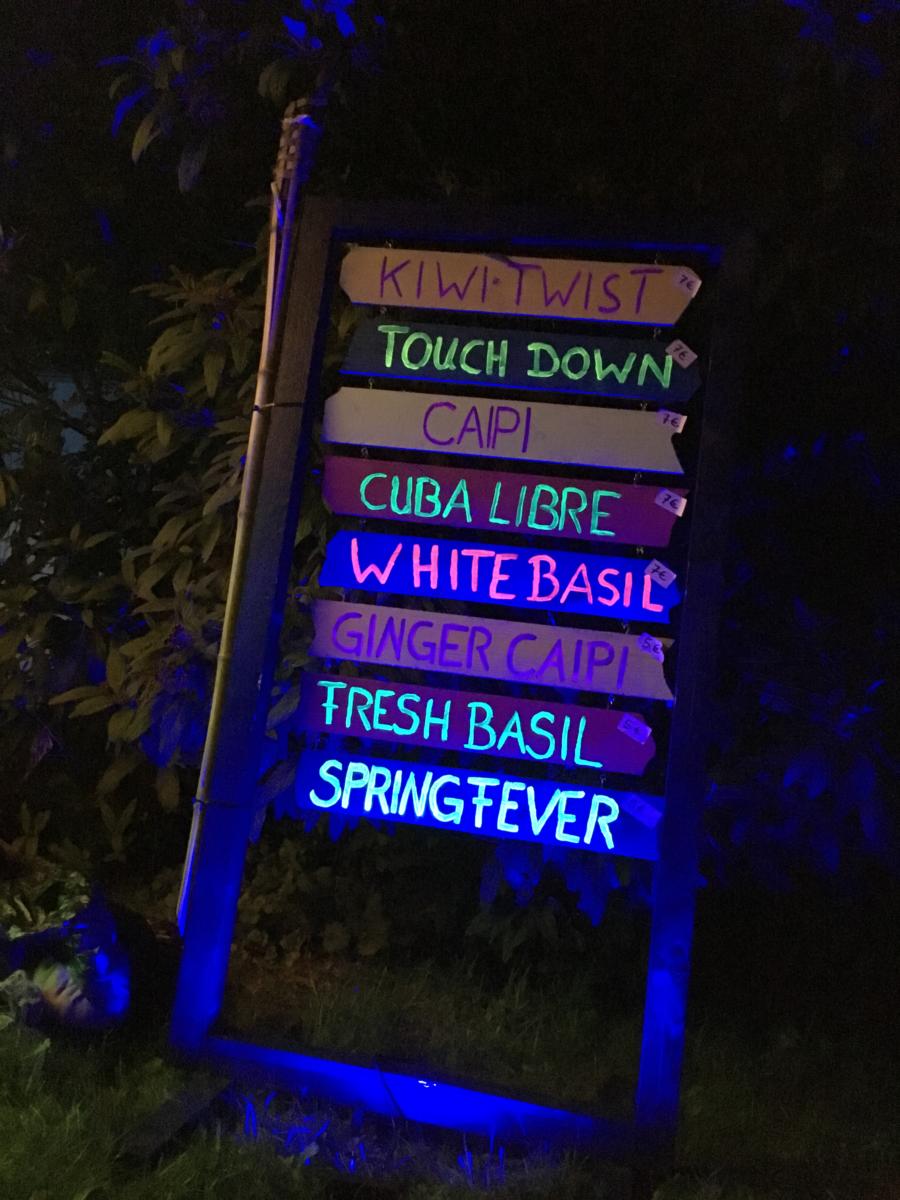 KIWI·TWIST 7€
TOUCH DOWN 7€
CAIPI 7€
CUBA LIBRE 7€
WHITE BASIL 7€
GINGER CAIPI 5€
FRESH BASIL 5€
SPRINGFEVER